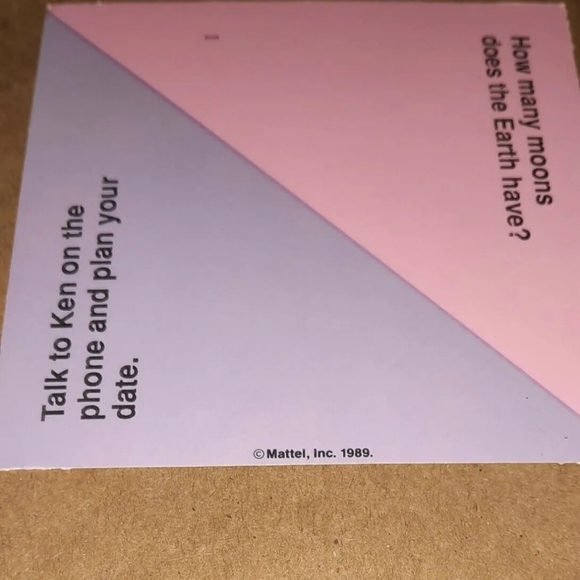 How many moons
does the Earth have?
Talk to Ken on the
phone and plan your
date.
©Mattel, Inc. 1989.